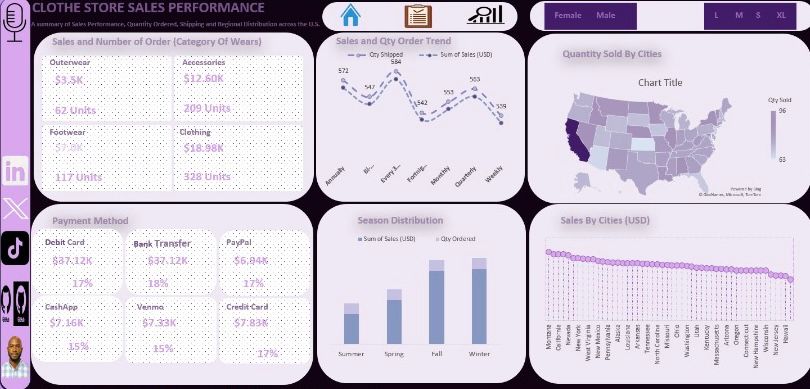 CLOTHE STORE SALES PERFORMANCE
A summary of Sales Performance, Quantity Ordered, Shipping and Regional Distribution across the U.S.
Female Male
L M S XL
Sales and Number of Order (Category Of Wears)
Outerwear
$3.5K
62 Units
Accessories
$12.60K
209 Units
Footwear
117 Units
Clothing
$18.98K
328 Units
Sales and Qty Order Trend
Qty Shipped
Sum of Sales (USD)
572
547
584
542
553
563
539
Annually
Bi-...
Every 3...
Fortnig...
Monthly
Quarterly
Weekly
Quantity Sold By Cities
Chart Title
Qty Sold
96
63
Powered by Bing
© GeoNames, Microsoft, TomTom
Payment Method
Debit Card
$37.12K
17%
Bank Transfer
$37.12K
18%
PayPal
$6.94K
17%
CashApp
$7.16K
15%
Venmo
$7.33K
15%
Credit Card
$7.83K
17%
Season Distribution
Sum of Sales (USD)
Qty Ordered
Summer
Spring
Fall
Winter
Sales By Cities (USD)
Montana
California
Nevada
New York
West Virginia
New Mexico
Pennsylvania
Alaska
Louisiana
Arkansas
Tennessee
North Carolina
Missouri
Ohio
Washington
Utah
Kentucky
Massachusetts
Arizona
Oregon
Connecticut
New Hampshire
Wisconsin
New Jersey
Hawaii
in